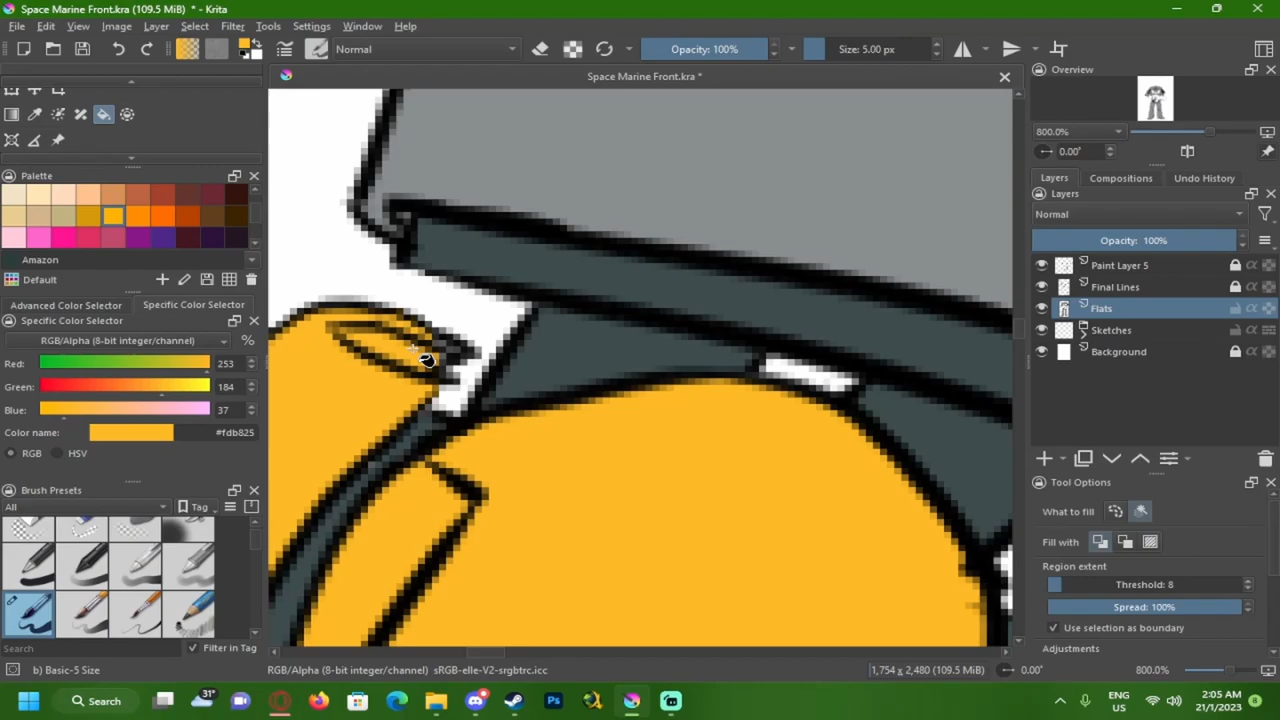 Space Marine Front.kra (109.5 MiB) * - Krita
File Edit View Image Layer Select Filter Tools Settings Window Help
Normal Opacity: 100% Size: 5.00 px
Space Marine Front.kra *
Overview
800.0%
0.00°
Palette
Amazon
Default
Advanced Color Selector Specific Color Selector
Specific Color Selector
RGB/Alpha (8-bit integer/channel) %
Red: 253
Green: 184
Blue: 37
Color name: #fdb825
RGB HSV
Brush Presets
All Tag
Search Filter in Tag
Layers Compositions Undo History
Layers
Normal
Opacity: 100%
Paint Layer 5
Final Lines
Flats
Sketches
Background
Tool Options
What to fill
Fill with
Region extent
Threshold: 8
Spread: 100%
Use selection as boundary
Adjustments
b) Basic-5 Size RGB/Alpha (8-bit integer/channel) sRGB-elle-V2-srgbtrc.icc 1,754 x 2,480 (109.5 MiB) 0.00° 800.0%
Search 31° Ps ENG US 2:05 AM 21/1/2023 8